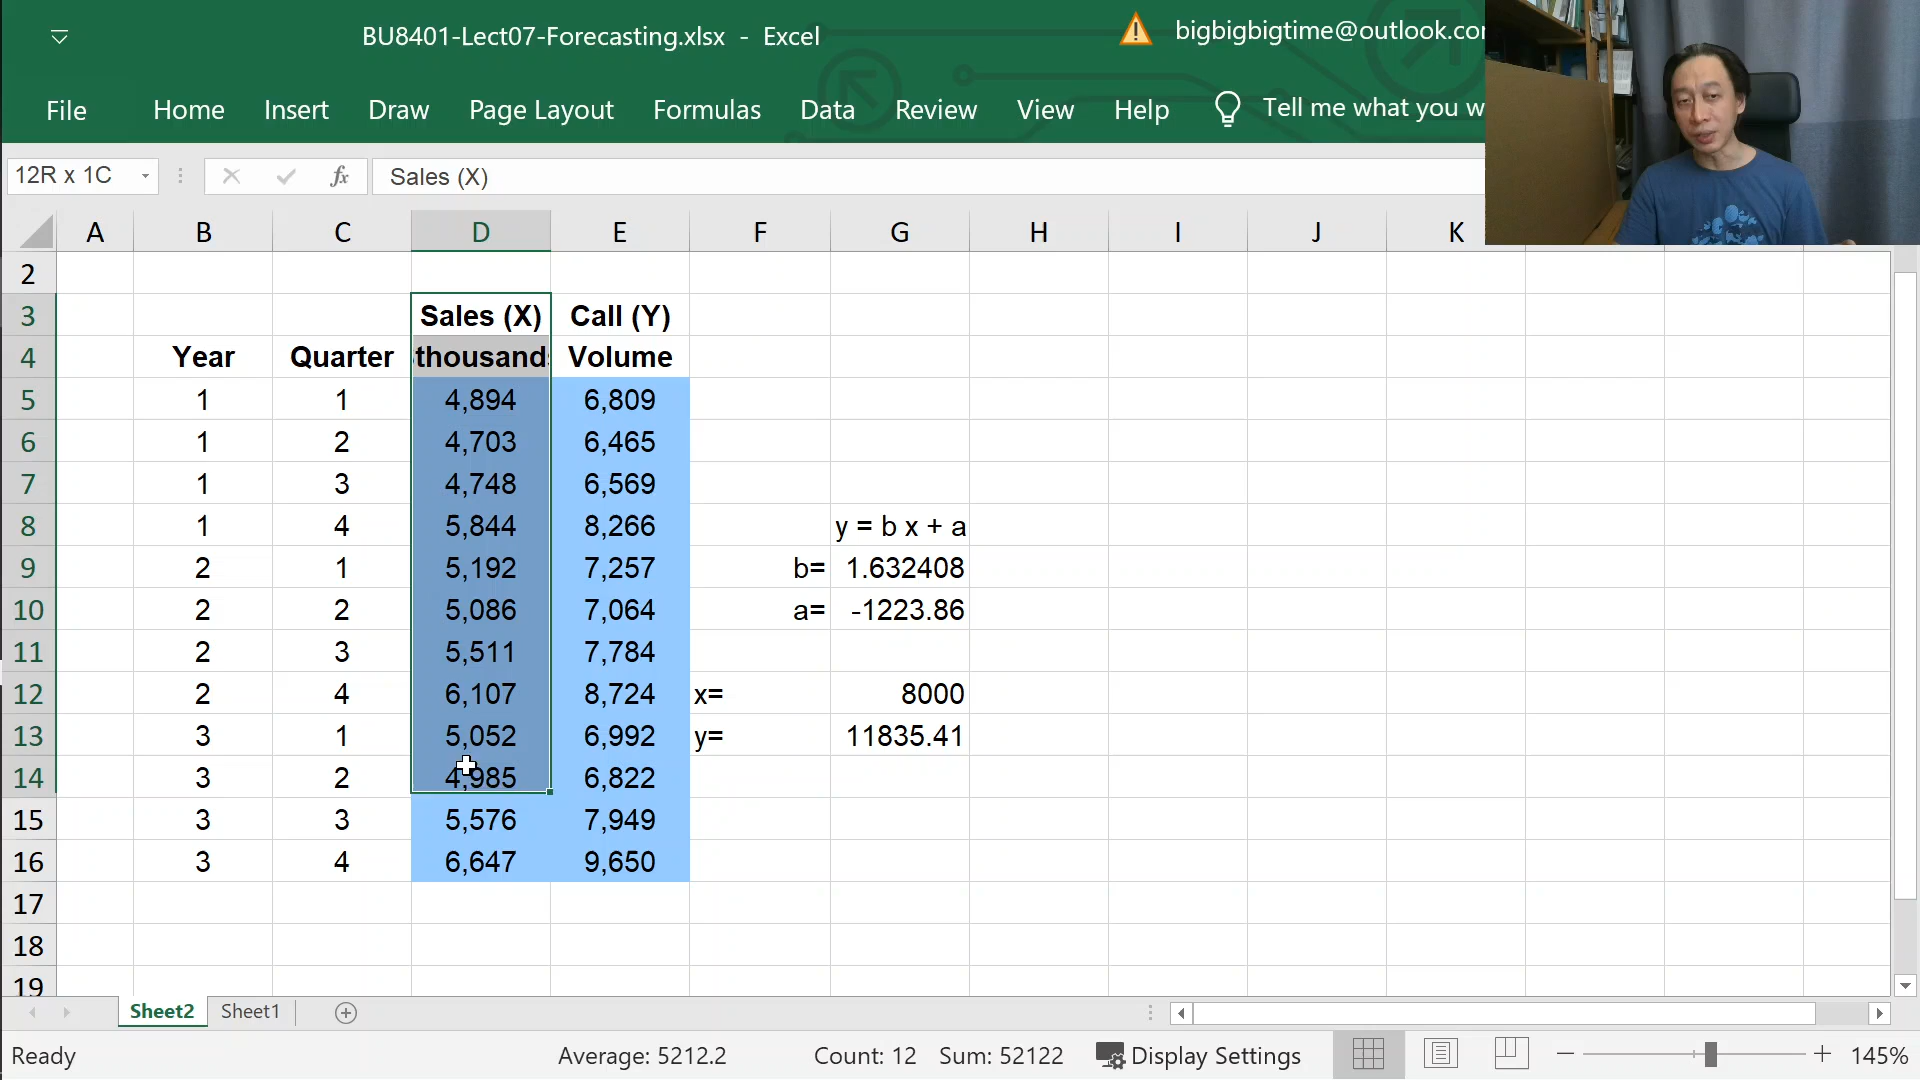 BU8401-Lect07-Forecasting.xlsx - Excel
bigbigbigtime@outlook.co
File Home Insert Draw Page Layout Formulas Data Review View Help Tell me what you w
12R x 1C fx Sales (X)
A B C D E F G H I J K
2
3 Sales (X) Call (Y)
4 Year Quarter thousand Volume
5 1 1 4,894 6,809
6 1 2 4,703 6,465
7 1 3 4,748 6,569
8 1 4 5,844 8,266 y = b x + a
9 2 1 5,192 7,257 b= 1.632408
10 2 2 5,086 7,064 a= -1223.86
11 2 3 5,511 7,784
12 2 4 6,107 8,724 x= 8000
13 3 1 5,052 6,992 y= 11835.41
14 3 2 4,985 6,822
15 3 3 5,576 7,949
16 3 4 6,647 9,650
17
18
19
Sheet2 Sheet1
Ready Average: 5212.2 Count: 12 Sum: 52122 Display Settings 145%